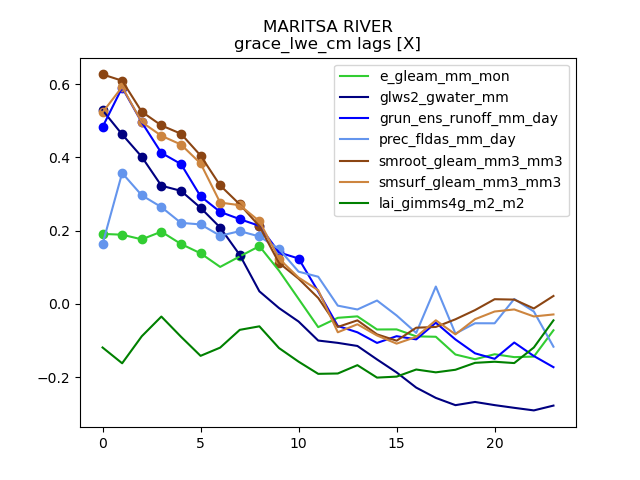 MARITSA RIVER
grace_lwe_cm lags [X]
e_gleam_mm_mon
glws2_gwater_mm
grun_ens_runoff_mm_day
prec_fldas_mm_day
smroot_gleam_mm3_mm3
smsurf_gleam_mm3_mm3
lai_gimms4g_m2_m2
0.6
0.4
0.2
0.0
−0.2
0 5 10 15 20